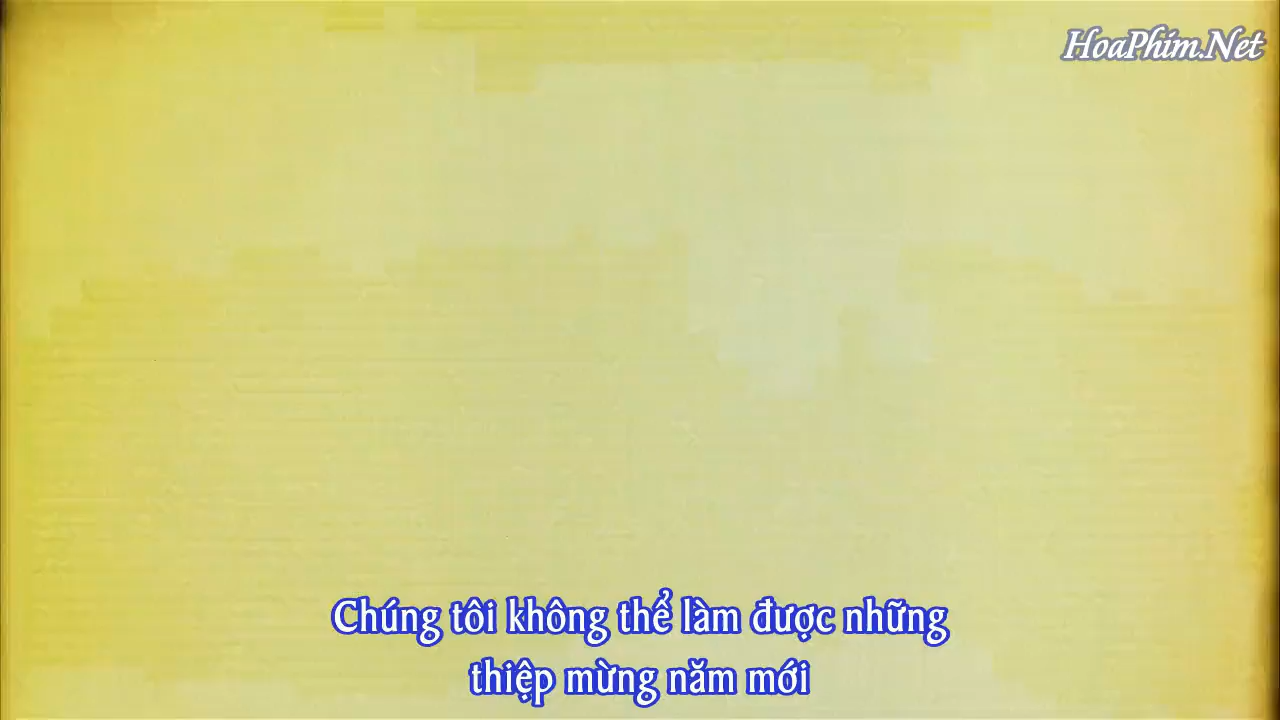 HoaPhim.Net
Chúng tôi không thể làm được những
thiệp mừng năm mới